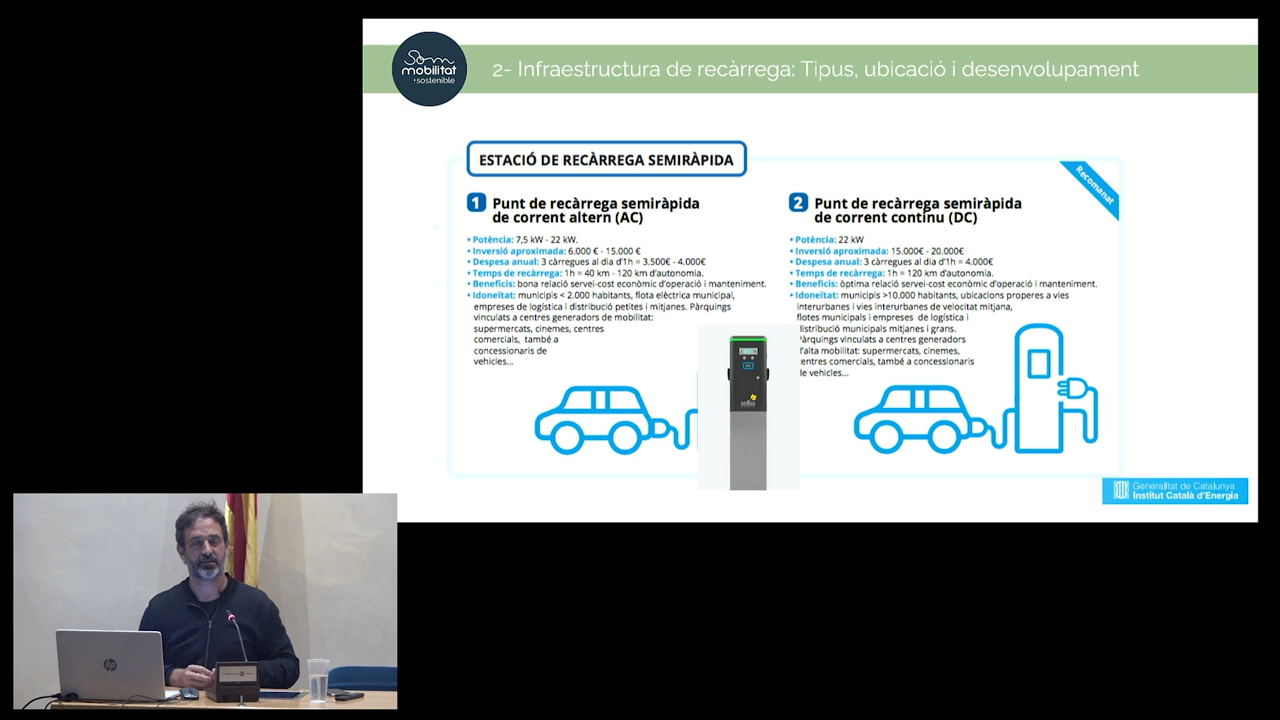 Som
mobilitat
+sostenible
2- Infraestructura de recàrrega: Tipus, ubicació i desenvolupament
ESTACIÓ DE RECÀRREGA SEMIRÀPIDA
Recomanat
1 Punt de recàrrega semiràpida
de corrent altern (AC)
• Potència: 7,5 kW - 22 kW.
• Inversió aproximada: 6.000 € - 15.000 €
• Despesa anual: 3 càrregues al dia d'1h = 3.500€ - 4.000€
• Temps de recàrrega: 1h = 40 km - 120 km d'autonomia.
• Beneficis: bona relació servei-cost econòmic d'operació i manteniment.
• Idoneïtat: municipis < 2.000 habitants, flota elèctrica municipal,
empreses de logística i distribució petites i mitjanes. Pàrquings
vinculats a centres generadors de mobilitat:
supermercats, cinemes, centres
comercials, també a
concessionaris de
vehicles...
2 Punt de recàrrega semiràpida
de corrent continu (DC)
• Potència: 22 kW
• Inversió aproximada: 15.000€ - 20.000€
• Despesa anual: 3 càrregues al dia d'1h = 4.000€
• Temps de recàrrega: 1h = 120 km d'autonomia.
• Beneficis: òptima relació servei-cost econòmic d'operació i manteniment.
• Idoneïtat: municipis >10.000 habitants, ubicacions properes a vies
interurbanes i vies interurbanes de velocitat mitjana,
flotes municipals i empreses de logística i
distribució municipals mitjanes i grans.
Pàrquings vinculats a centres generadors
d'alta mobilitat: supermercats, cinemes,
centres comercials, també a concessionaris
de vehicles...
Generalitat de Catalunya
Institut Català d'Energia
hp